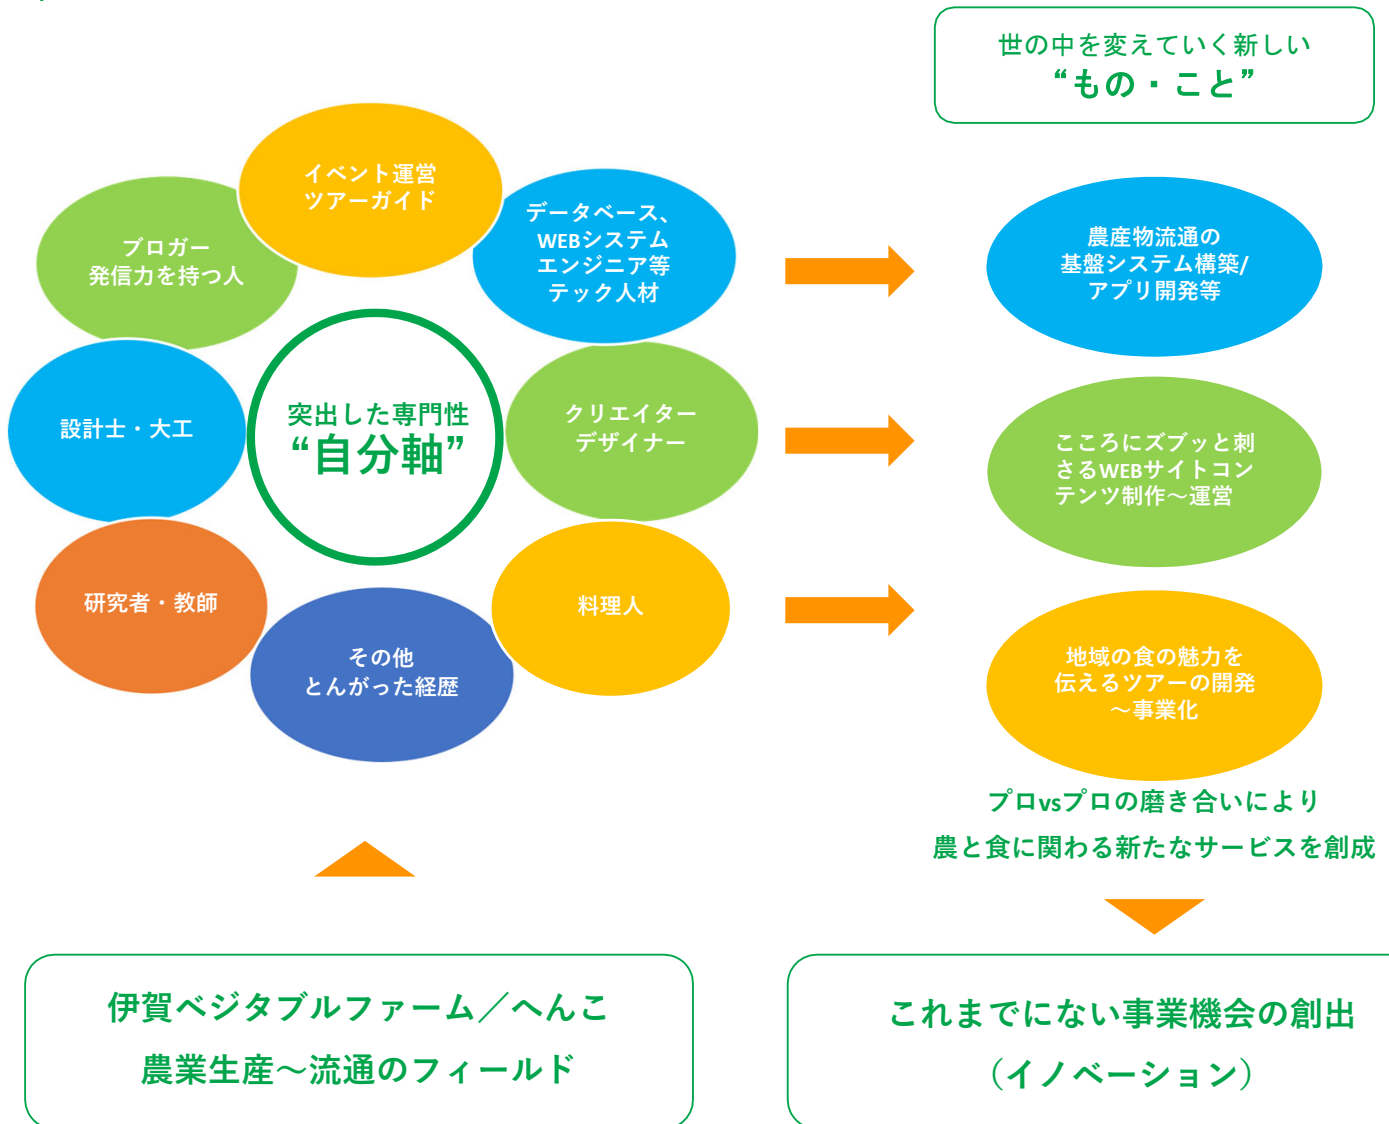 世の中を変えていく新しい
“もの・こと”
イベント運営
ツアーガイド
ブロガー
発信力を持つ人
データベース、
WEBシステム
エンジニア等
テック人材
設計士・大工
突出した専門性
“自分軸”
クリエイター
デザイナー
研究者・教師
その他
とんがった経歴
料理人
農産物流通の
基盤システム構築/
アプリ開発等
こころにズブッと刺
さるWEBサイトコン
テンツ制作～運営
地域の食の魅力を
伝えるツアーの開発
～事業化
プロvsプロの磨き合いにより
農と食に関わる新たなサービスを創成
伊賀ベジタブルファーム／へんこ
農業生産～流通のフィールド
これまでにない事業機会の創出
（イノベーション）